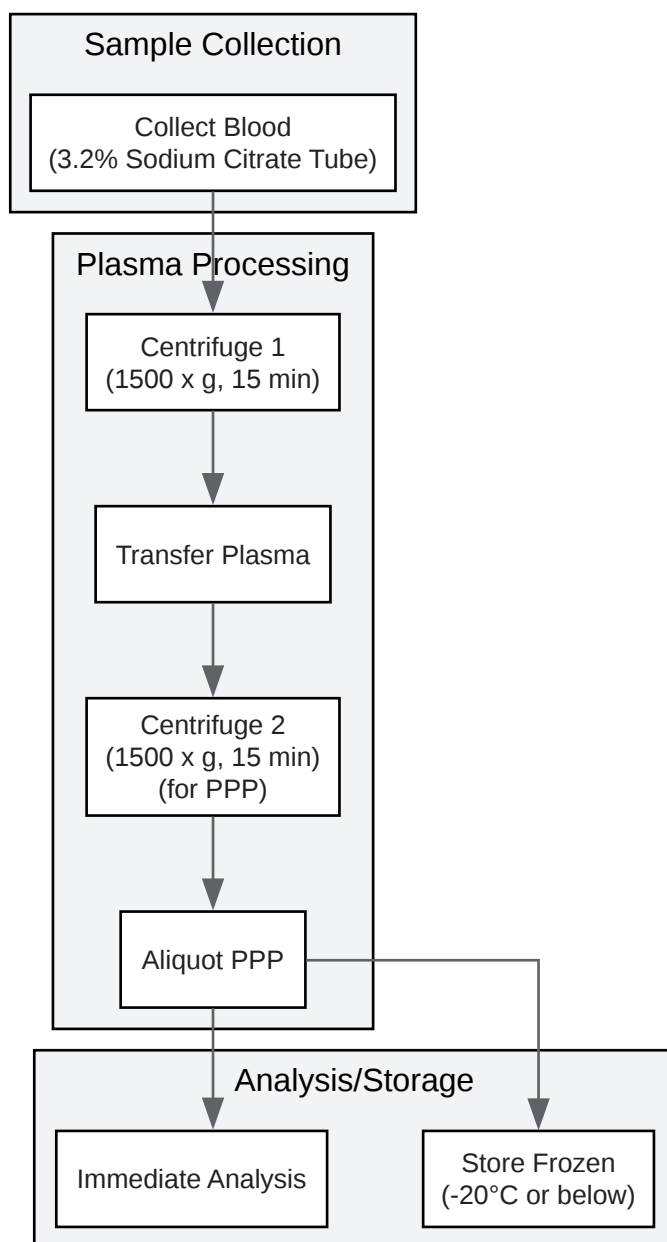 Sample Collection
Collect Blood
(3.2% Sodium Citrate Tube)
Plasma Processing
Centrifuge 1
(1500 x g, 15 min)
Transfer Plasma
Centrifuge 2
(1500 x g, 15 min)
(for PPP)
Aliquot PPP
Analysis/Storage
Immediate Analysis
Store Frozen
(-20°C or below)